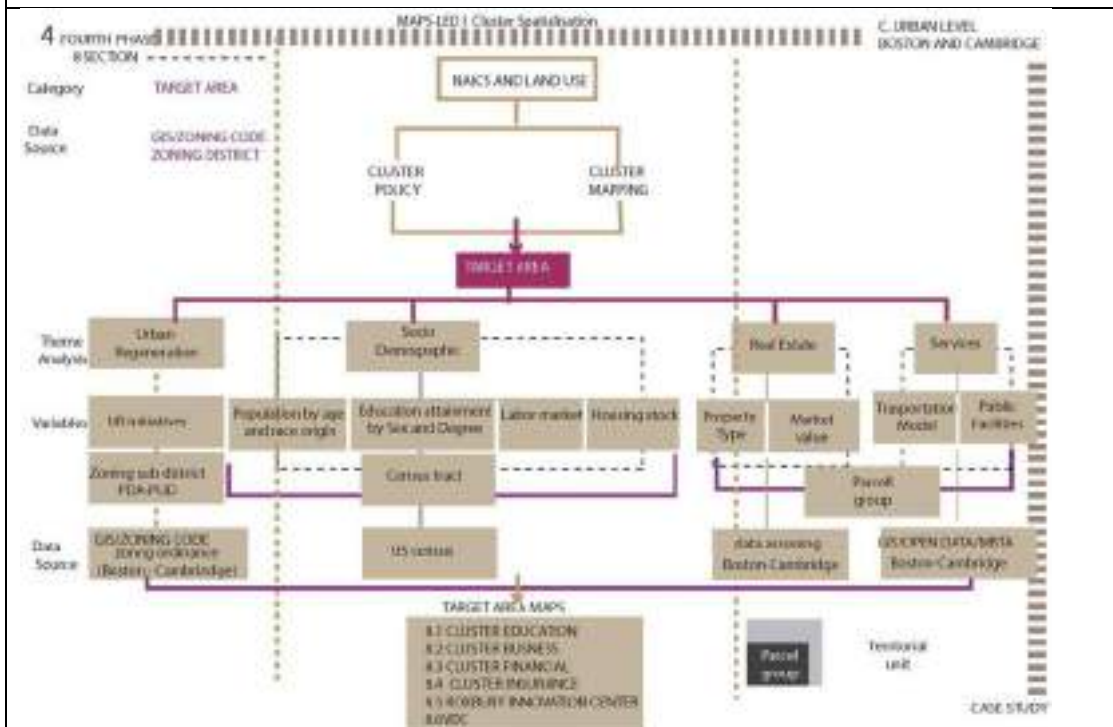 MAPS-LED | Cluster Spatialisation
4 FOURTH PHASE
8 SECTION
C. URBAN LEVEL
BOSTON AND CAMBRIDGE
Category
TARGET AREA
NAICS AND LAND USE
Data
Source
GIS/ZONING CODE
ZONING DISTRICT
CLUSTER
POLICY
CLUSTER
MAPPING
TARGET AREA
Theme
Analysis
Urban
Regeneration
Socio
Demographic
Real Estate
Services
Variables
UR initiatives
Population by age
and race origin
Education attainment
by Sex and Degree
Labor market
Housing stock
Property
Type
Market
value
Trasportation
Model
Public
Facilities
Zoning sub district
PDA-PUD
Census tract
Parcel
group
Data
Source
GIS/ZONING CODE
zoning ordinance
(Boston - Cambridge)
US census
data assessing
Boston-Cambridge
GIS/OPEN DATA/MBTA
Boston-Cambridge
TARGET AREA MAPS
8.1 CLUSTER EDUCATION
8.2 CLUSTER BUSNESS
8.3 CLUSTER FINANCIAL
8.4 CLUSTER INSURANCE
8.5 ROXBURY INNOVATION CENTER
Parcel
group
Territorial
unit
CASE STUDY